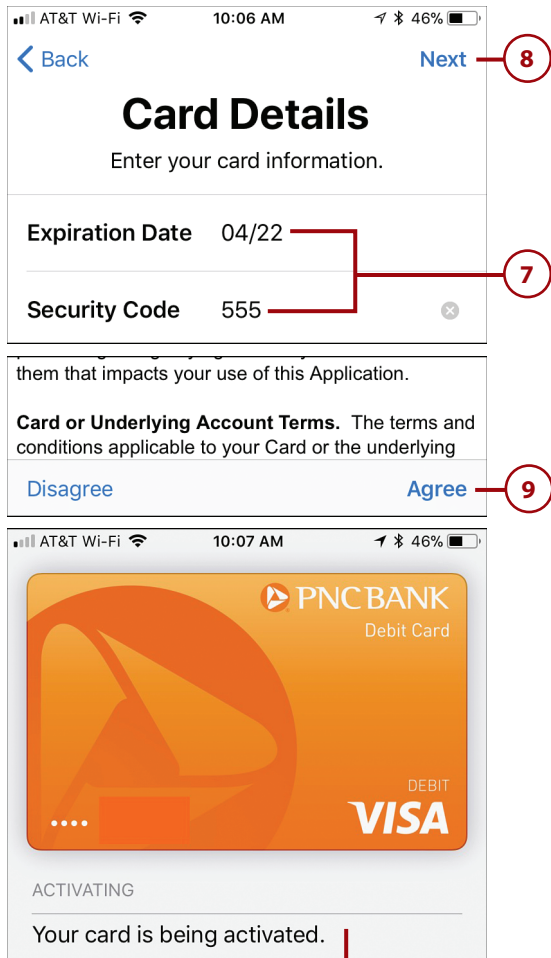 AT&T Wi-Fi 10:06 AM 46%
Back Next 8
Card Details
Enter your card information.
Expiration Date 04/22
7
Security Code 555
them that impacts your use of this Application.
Card or Underlying Account Terms. The terms and
conditions applicable to your Card or the underlying
Disagree Agree 9
AT&T Wi-Fi 10:07 AM 46%
PNC BANK
Debit Card
DEBIT
•••• VISA
ACTIVATING
Your card is being activated.